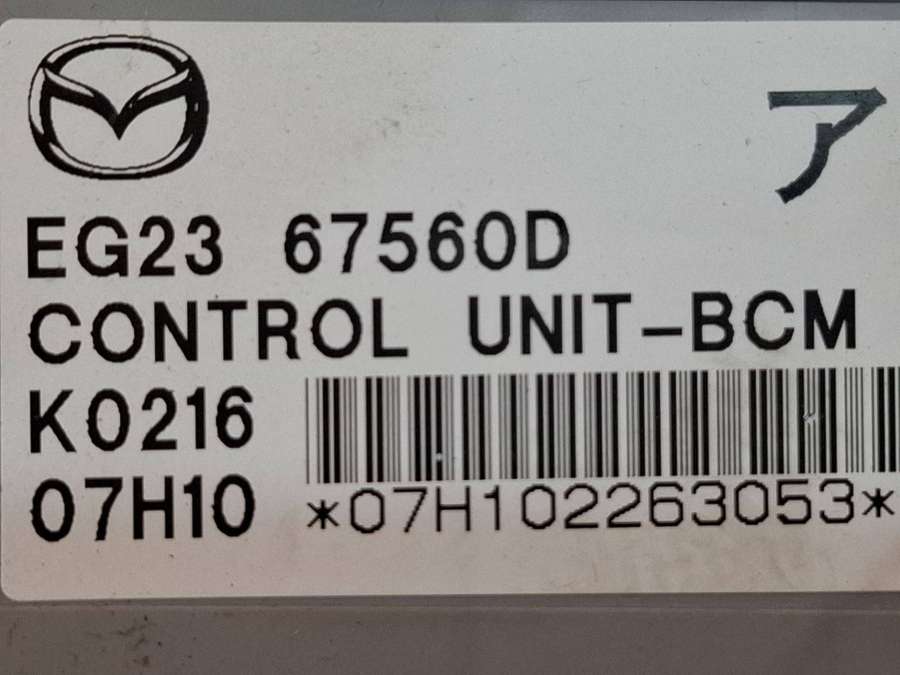 ア
EG23 67560D
CONTROL UNIT-BCM
K0216
07H10
*07H102263053*